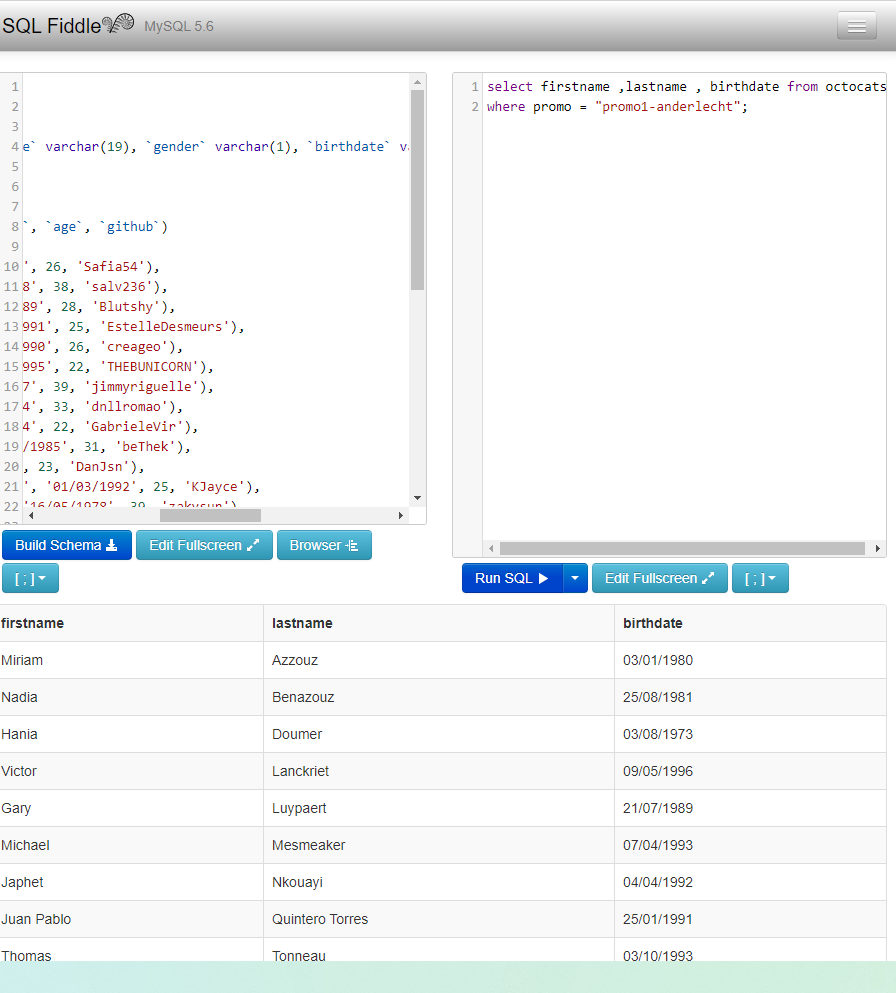 SQL Fiddle MySQL 5.6
1
2
3
4 e` varchar(19), `gender` varchar(1), `birthdate` v
5
6
7
8 `, `age`, `github`)
9
10 ', 26, 'Safia54'),
11 8', 38, 'salv236'),
12 89', 28, 'Blutshy'),
13 991', 25, 'EstelleDesmeurs'),
14 990', 26, 'creageo'),
15 995', 22, 'THEBUNICORN'),
16 7', 39, 'jimmyriguelle'),
17 4', 33, 'dnllromao'),
18 4', 22, 'GabrieleVir'),
19 /1985', 31, 'beThek'),
20 , 23, 'DanJsn'),
21 ', '01/03/1992', 25, 'KJayce'),
22 '16/05/1978', 39, 'zakysun')
1 select firstname ,lastname , birthdate from octocats
2 where promo = "promo1-anderlecht";
Build Schema Edit Fullscreen Browser
[ ; ]
Run SQL Edit Fullscreen [ ; ]
firstname lastname birthdate
Miriam Azzouz 03/01/1980
Nadia Benazouz 25/08/1981
Hania Doumer 03/08/1973
Victor Lanckriet 09/05/1996
Gary Luypaert 21/07/1989
Michael Mesmeaker 07/04/1993
Japhet Nkouayi 04/04/1992
Juan Pablo Quintero Torres 25/01/1991
Thomas Tonneau 03/10/1993